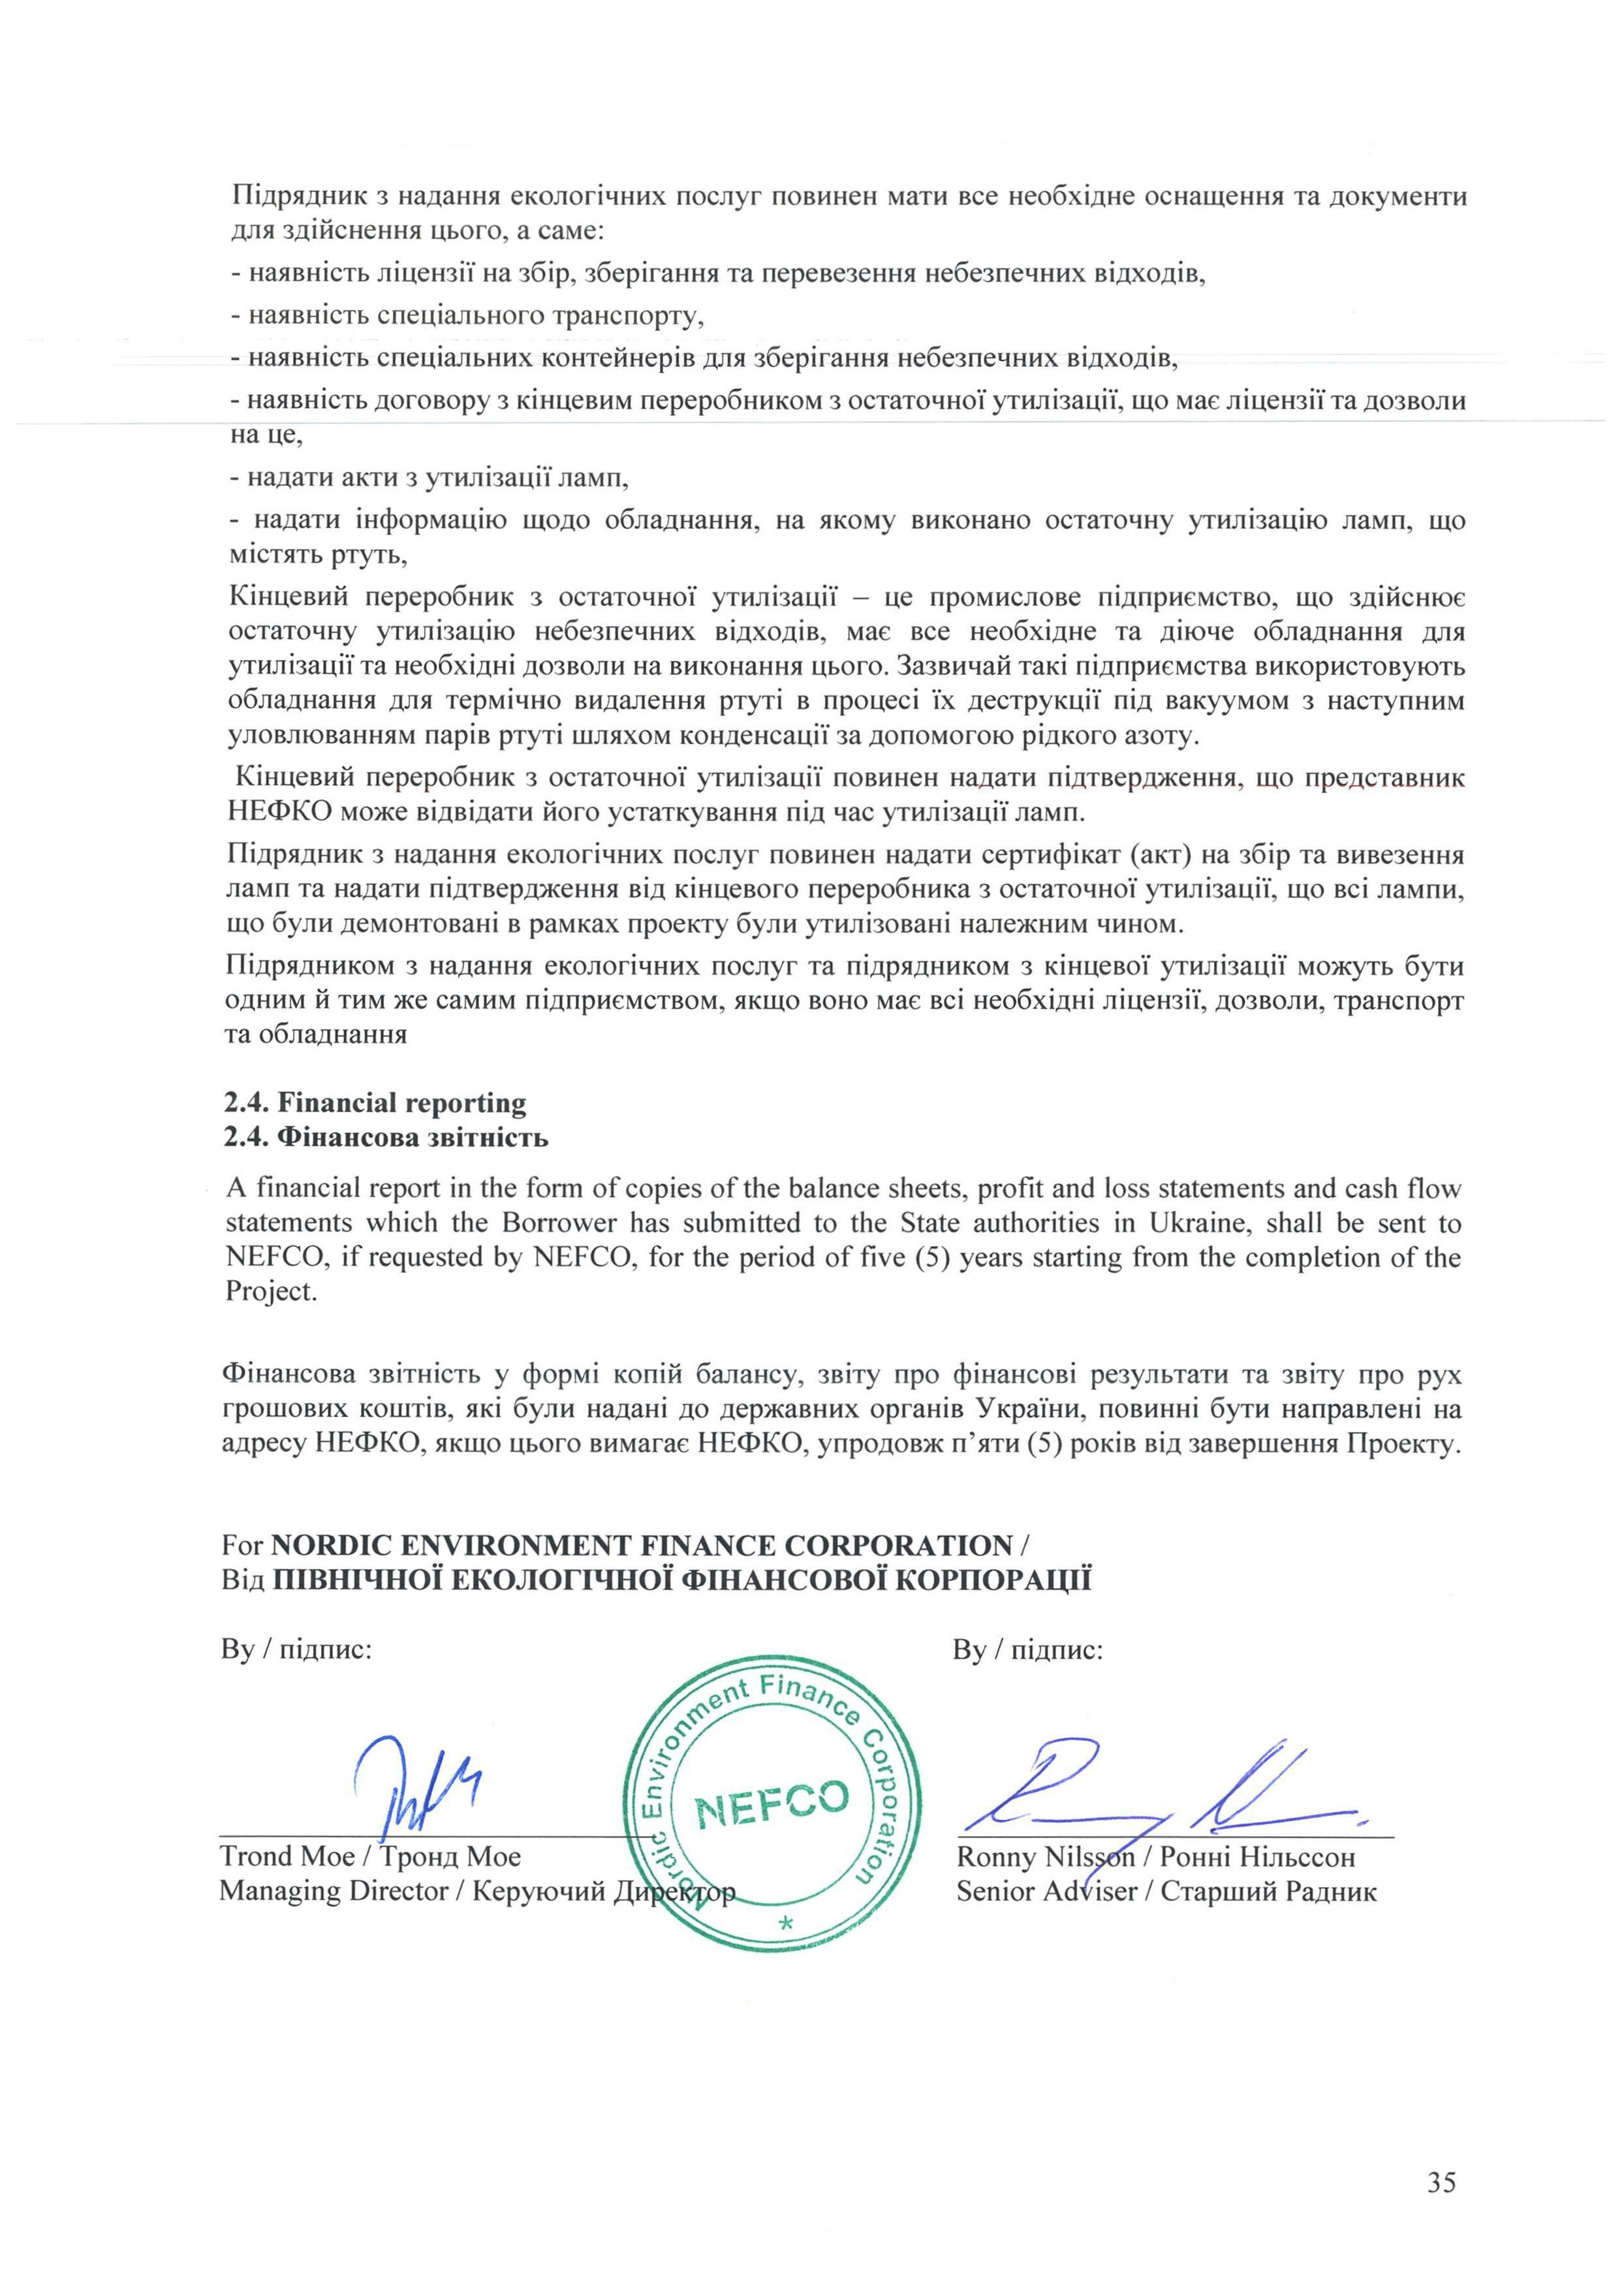 Підрядник з надання екологічних послуг повинен мати все необхідне оснащення та документи
для здійснення цього, а саме:
- наявність ліцензії на збір, зберігання та перевезення небезпечних відходів,
- наявність спеціального транспорту,
- наявність спеціальних контейнерів для зберігання небезпечних відходів,
- наявність договору з кінцевим переробником з остаточної утилізації, що має ліцензії та дозволи
на це,
- надати акти з утилізації ламп,
- надати інформацію щодо обладнання, на якому виконано остаточну утилізацію ламп, що
містять ртуть,
Кінцевий переробник з остаточної утилізації – це промислове підприємство, що здійснює
остаточну утилізацію небезпечних відходів, має все необхідне та діюче обладнання для
утилізації та необхідні дозволи на виконання цього. Зазвичай такі підприємства використовують
обладнання для термічно видалення ртуті в процесі їх деструкції під вакуумом з наступним
уловлюванням парів ртуті шляхом конденсації за допомогою рідкого азоту.
Кінцевий переробник з остаточної утилізації повинен надати підтвердження, що представник
НЕФКО може відвідати його устаткування під час утилізації ламп.
Підрядник з надання екологічних послуг повинен надати сертифікат (акт) на збір та вивезення
ламп та надати підтвердження від кінцевого переробника з остаточної утилізації, що всі лампи,
що були демонтовані в рамках проекту були утилізовані належним чином.
Підрядником з надання екологічних послуг та підрядником з кінцевої утилізації можуть бути
одним й тим же самим підприємством, якщо воно має всі необхідні ліцензії, дозволи, транспорт
та обладнання
2.4. Financial reporting
2.4. Фінансова звітність
A financial report in the form of copies of the balance sheets, profit and loss statements and cash flow
statements which the Borrower has submitted to the State authorities in Ukraine, shall be sent to
NEFCO, if requested by NEFCO, for the period of five (5) years starting from the completion of the
Project.
Фінансова звітність у формі копій балансу, звіту про фінансові результати та звіту про рух
грошових коштів, які були надані до державних органів України, повинні бути направлені на
адресу НЕФКО, якщо цього вимагає НЕФКО, упродовж п’яти (5) років від завершення Проекту.
For NORDIC ENVIRONMENT FINANCE CORPORATION /
Від ПІВНІЧНОЇ ЕКОЛОГІЧНОЇ ФІНАНСОВОЇ КОРПОРАЦІЇ
By / підпис:
By / підпис:
Nordic Environment Finance Corporation
NEFCO
*
Trond Moe / Тронд Мое
Managing Director / Керуючий Директор
Ronny Nilsson / Ронні Нільссон
Senior Adviser / Старший Радник
35